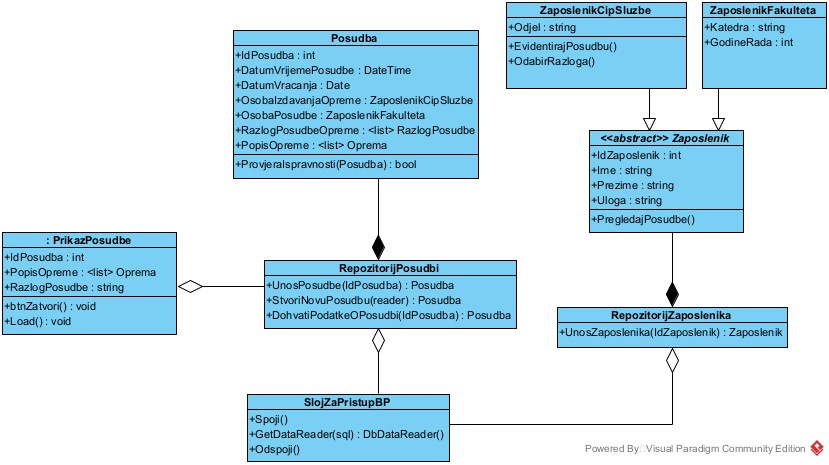 Posudba
+IdPosudba : int
+DatumVrijemePosudbe : DateTime
+DatumVracanja : Date
+OsobaIzdavanjaOpreme : ZaposlenikCipSluzbe
+OsobaPosudbe : ZaposlenikFakulteta
+RazlogPosudbeOpreme : <list> RazlogPosudbe
+PopisOpreme : <list> Oprema
+ProvjeraIspravnosti(Posudba) : bool
ZaposlenikCipSluzbe
+Odjel : string
+EvidentirajPosudbu()
+OdabirRazloga()
ZaposlenikFakulteta
+Katedra : string
+GodineRada : int
<<abstract>> Zaposlenik
+IdZaposlenik : int
+Ime : string
+Prezime : string
+Uloga : string
+PregledajPosudbe()
: PrikazPosudbe
+IdPosudba : int
+PopisOpreme : <list> Oprema
+RazlogPosudbe : string
+btnZatvori() : void
+Load() : void
RepozitorijPosudbi
+UnosPosudbe(IdPosudba) : Posudba
+StvoriNovuPosudbu(reader) : Posudba
+DohvatiPodatkeOPosudbi(IdPosudba) : Posudba
RepozitorijZaposlenika
+UnosZaposlenika(IdZaposlenik) : Zaposlenik
SlojZaPristupBP
+Spoji()
+GetDataReader(sql) : DbDataReader()
+Odspoji()
Powered By Visual Paradigm Community Edition